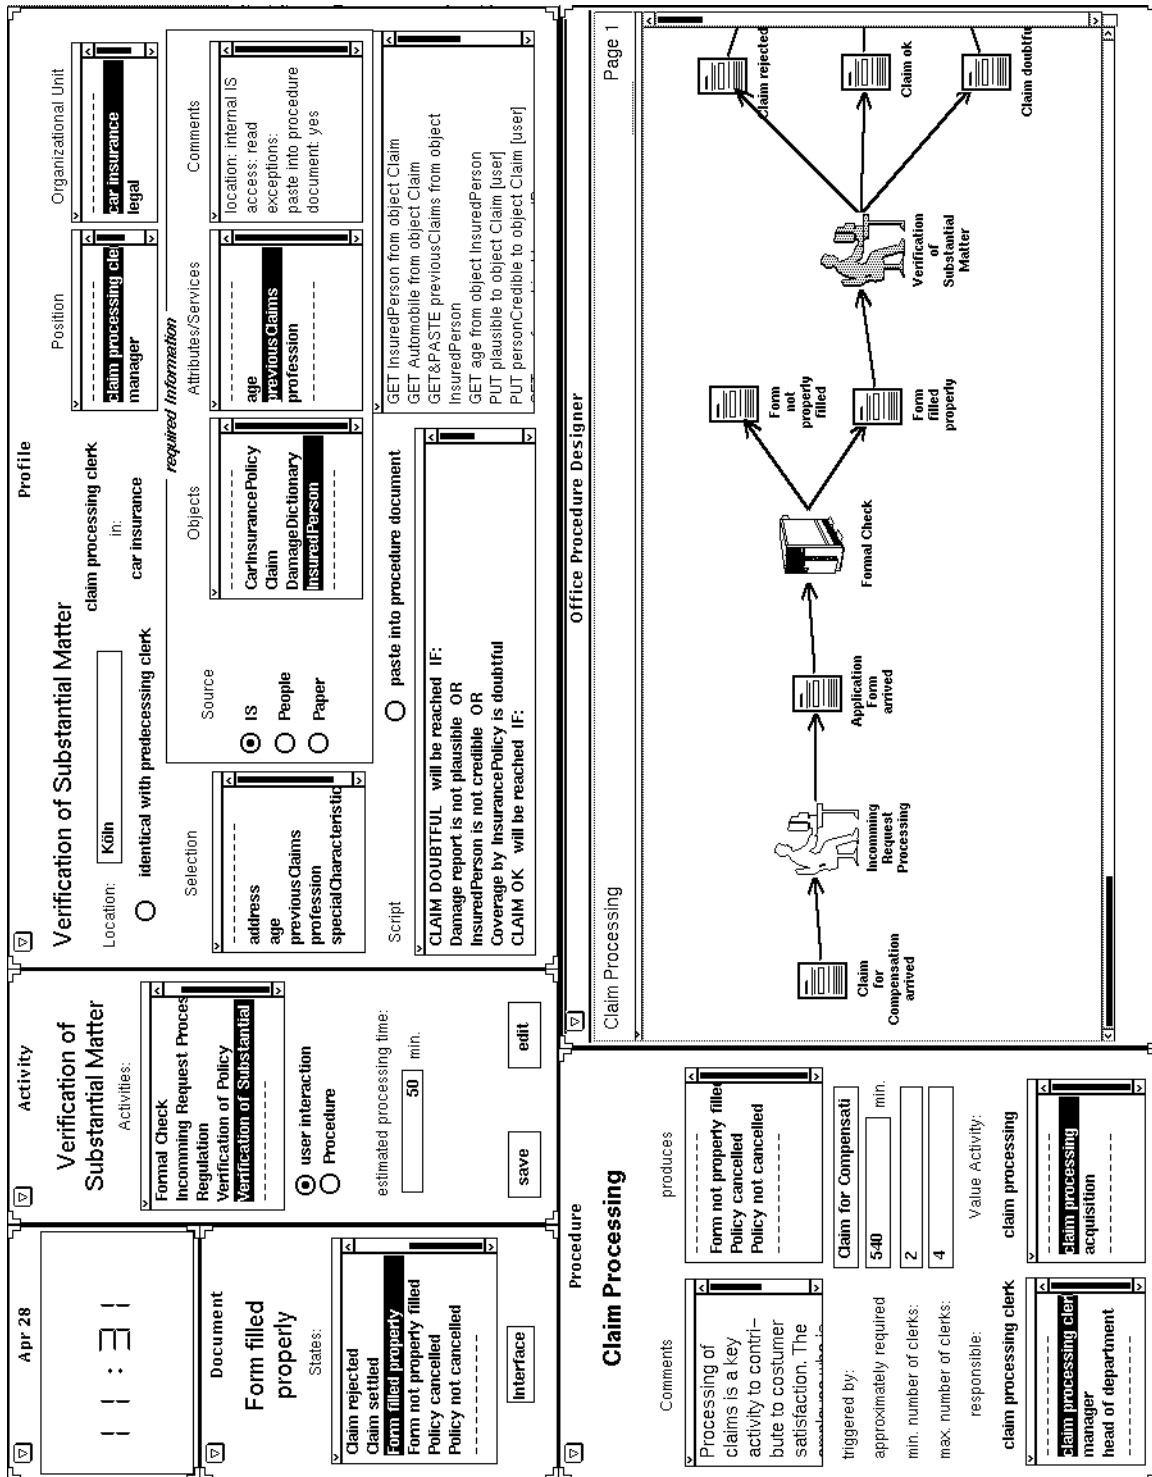 Apr 28
11:31
Document
Form filled
properly
States:
Claim rejected
Claim settled
Form filled property
Form not properly filled
Policy cancelled
Policy not cancelled
Interface
Activity
Verification of
Substantial Matter
Activities:
Formal Check
Incomming Request Proces
Regulation
Verification of Policy
Verification of Substantial
user interaction
Procedure
estimated processing time:
50 min.
save
edit
Profile
Verification of Substantial Matter
Location:
Köln
claim processing clerk
in:
car insurance
identical with predecessing clerk
Position
claim processing cler
manager
Organizational Unit
car insurance
legal
Selection
address
age
previousClaims
profession
specialCharacteristic
required Information
Source
IS
People
Paper
Objects
CarInsurancePolicy
Claim
DamageDictionary
InsuredPerson
Attributes/Services
age
previousClaims
profession
Comments
location: internal IS
access: read
exceptions:
paste into procedure
document: yes
Script
paste into procedure document
CLAIM DOUBTFUL will be reached IF:
Damage report is not plausible OR
InsuredPerson is not credible OR
Coverage by InsurancePolicy is doubtful
CLAIM OK will be reached IF:
GET InsuredPerson from object Claim
GET Automobile from object Claim
GET&PASTE previousClaims from object
InsuredPerson
GET age from object InsuredPerson
PUT plausible to object Claim [user]
PUT personCredible to object Claim [user]
Procedure
Claim Processing
Comments
Processing of
claims is a key
activity to contri–
bute to costumer
satisfaction. The
produces
Form not properly filled
Policy cancelled
Policy not cancelled
triggered by:
Claim for Compensati
approximately required
540 min.
min. number of clerks:
2
max. number of clerks:
4
responsible:
claim processing clerk
claim processing cler
manager
head of department
Value Activity:
claim processing
claim processing
acquisition
Office Procedure Designer
Claim Processing
Page 1
Claim
for
Compensation
arrived
Incomming
Request
Processing
Application
Form
arrived
Formal Check
Form
not
properly
filled
Form
filled
properly
Verification
of
Substantial
Matter
Claim rejected
Claim ok
Claim doubtfu